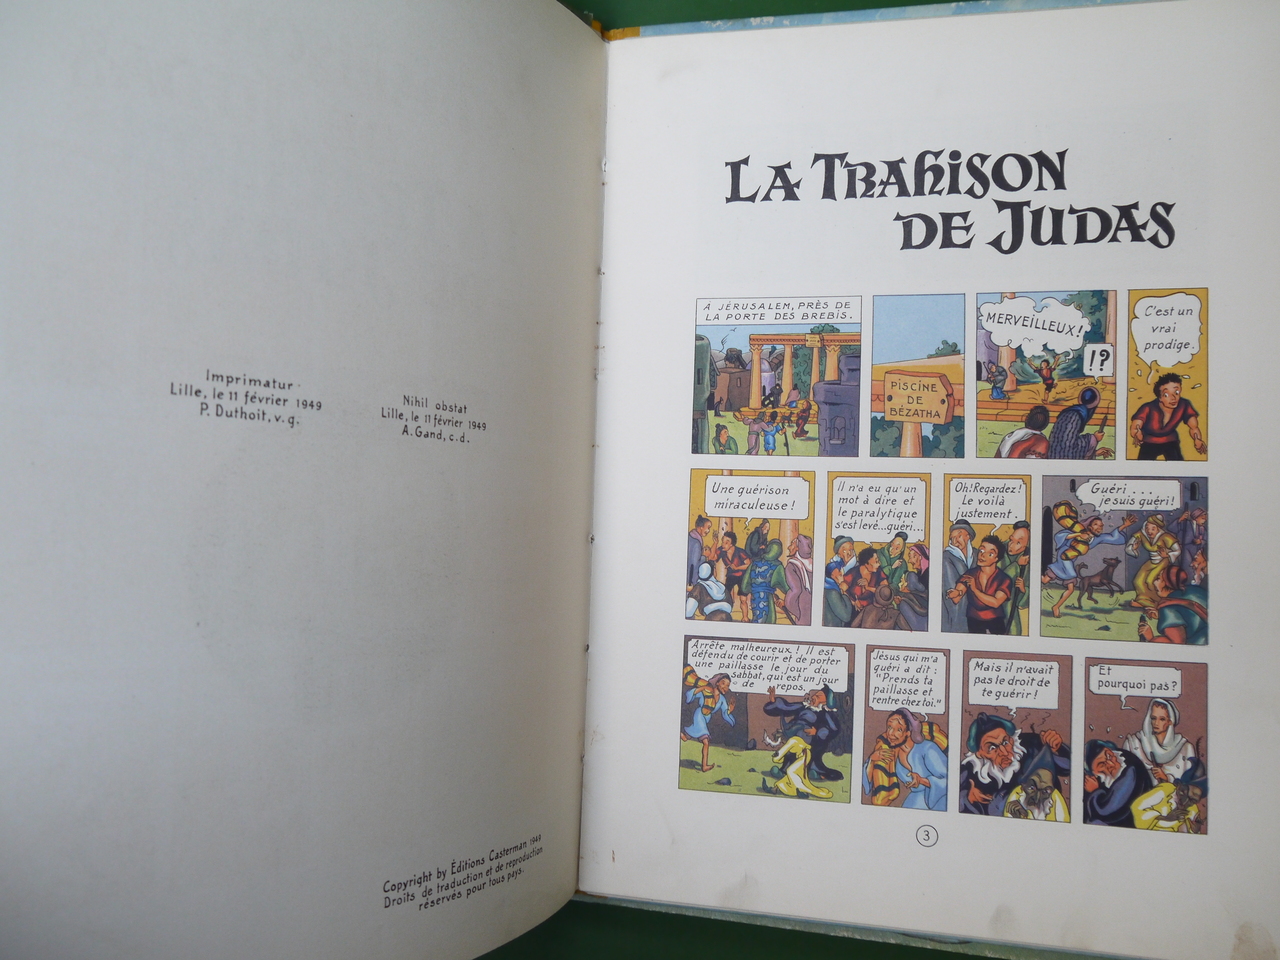 Imprimatur
Lille, le 11 février 1949
P. Duthoit, v. g.
Nihil obstat
Lille, le 11 février 1949
A. Gand, c. d.
Copyright by Éditions Casterman 1949
Droits de traduction et de reproduction
réservés pour tous pays.
LA TRAHISON
DE JUDAS
À JÉRUSALEM, PRÈS DE
LA PORTE DES BREBIS.
PISCINE
DE
BÉZATHA
MERVEILLEUX!
!?
C'est un
vrai
prodige.
Une guérison
miraculeuse !
Il n'a eu qu'un
mot à dire et
le paralytique
s'est levé...guéri...
Oh! Regardez!
Le voilà
justement.
Guéri . . .
je suis guéri!
Arrête malheureux ! Il est
défendu de courir et de porter
une paillasse le jour du
sabbat, qui est un jour
de repos.
Jésus qui m'a
guéri a dit :
"Prends ta
paillasse et
rentre chez toi."
Mais il n'avait
pas le droit de
te guérir !
Et
pourquoi pas?
3